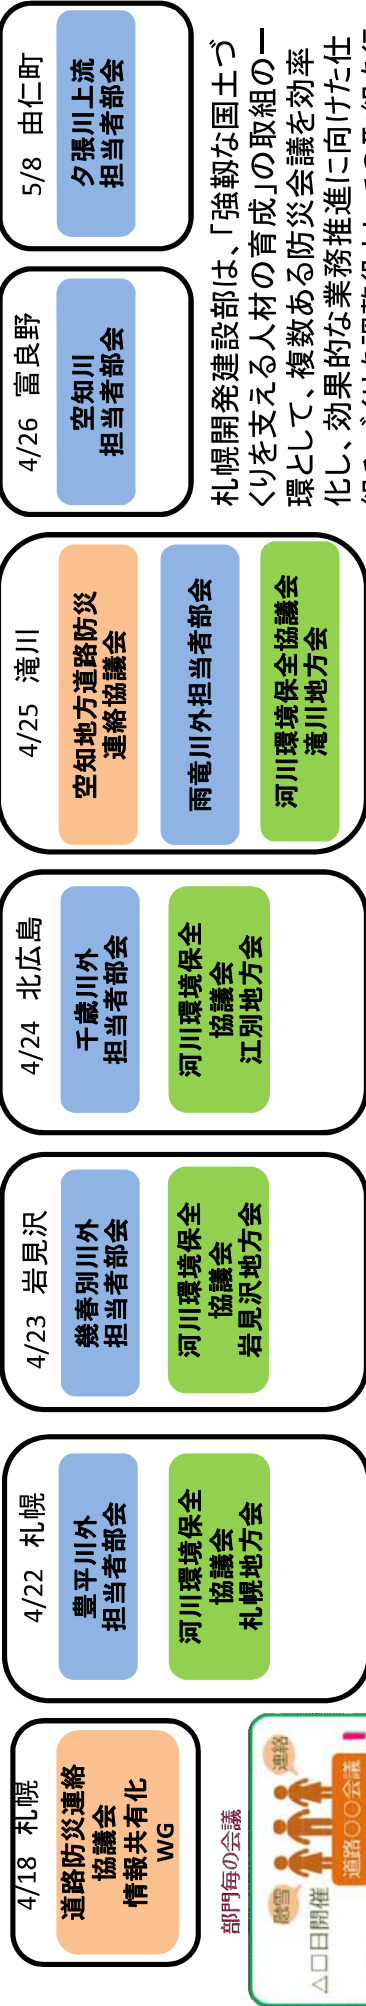 4/18 札幌
道路防災連絡
協議会
情報共有化
WG
4/22 札幌
豊平川外
担当者部会
河川環境保全
協議会
札幌地方会
4/23 岩見沢
幾春別川外
担当者部会
河川環境保全
協議会
岩見沢地方会
4/24 北広島
千歳川外
担当者部会
河川環境保全
協議会
江別地方会
4/25 滝川
空知地方道路防災
連絡協議会
雨竜川外担当者部会
河川環境保全協議会
滝川地方会
4/26 富良野
空知川
担当者部会
5/8 由仁町
夕張川上流
担当者部会
部門毎の会議
△□日開催
融雪
連絡
道路○○会議
札幌開発建設部は、「強靱な国土づ
くりを支える人材の育成」の取組の一
環として、複数ある防災会議を効率
化し、効果的な業務推進に向けた仕